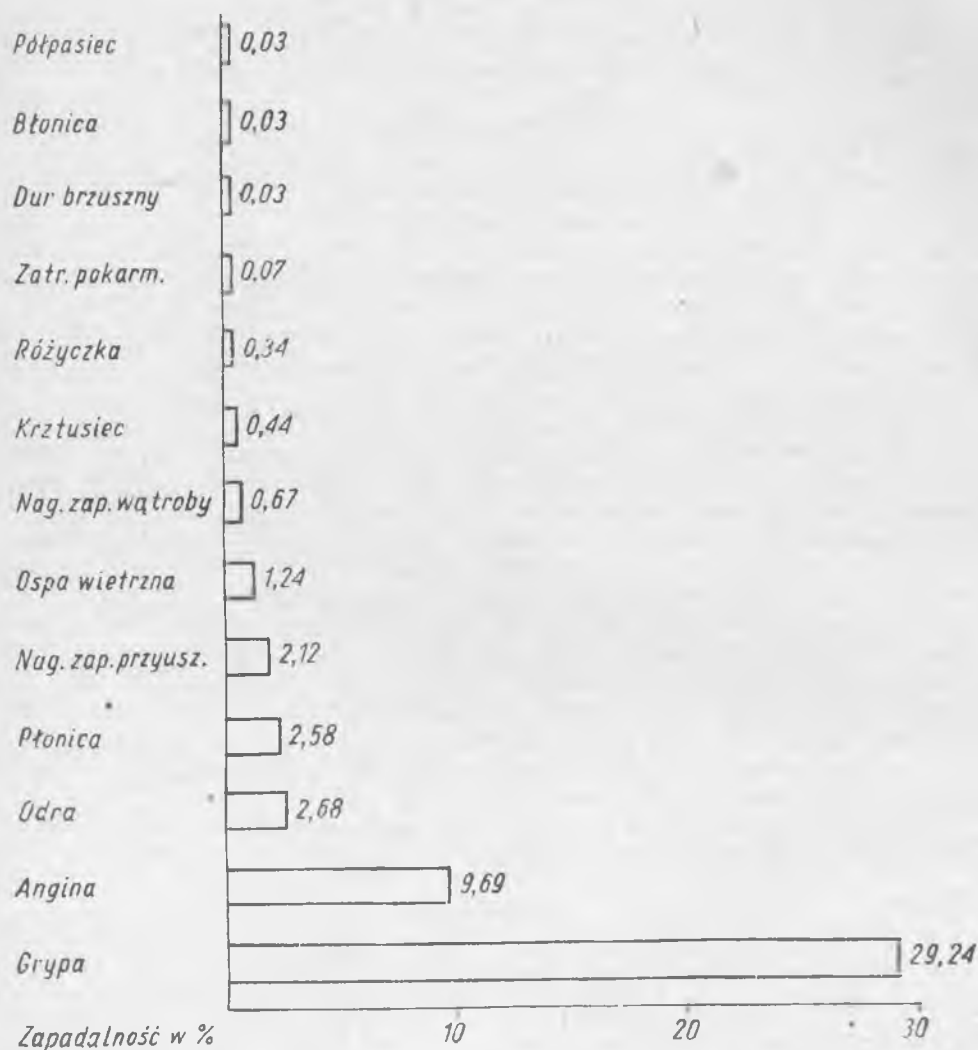 Półpasiec 0,03
Błonica 0,03
Dur brzuszny 0,03
Zatr. pokarm. 0,07
Różyczka 0,34
Krztusiec 0,44
Nag. zap. wątroby 0,67
Ospa wietrzna 1,24
Nag. zap. przyusz. 2,12
Płonica 2,58
Odra 2,68
Angina 9,69
Grypa 29,24
Zapadalność w % 10 20 30